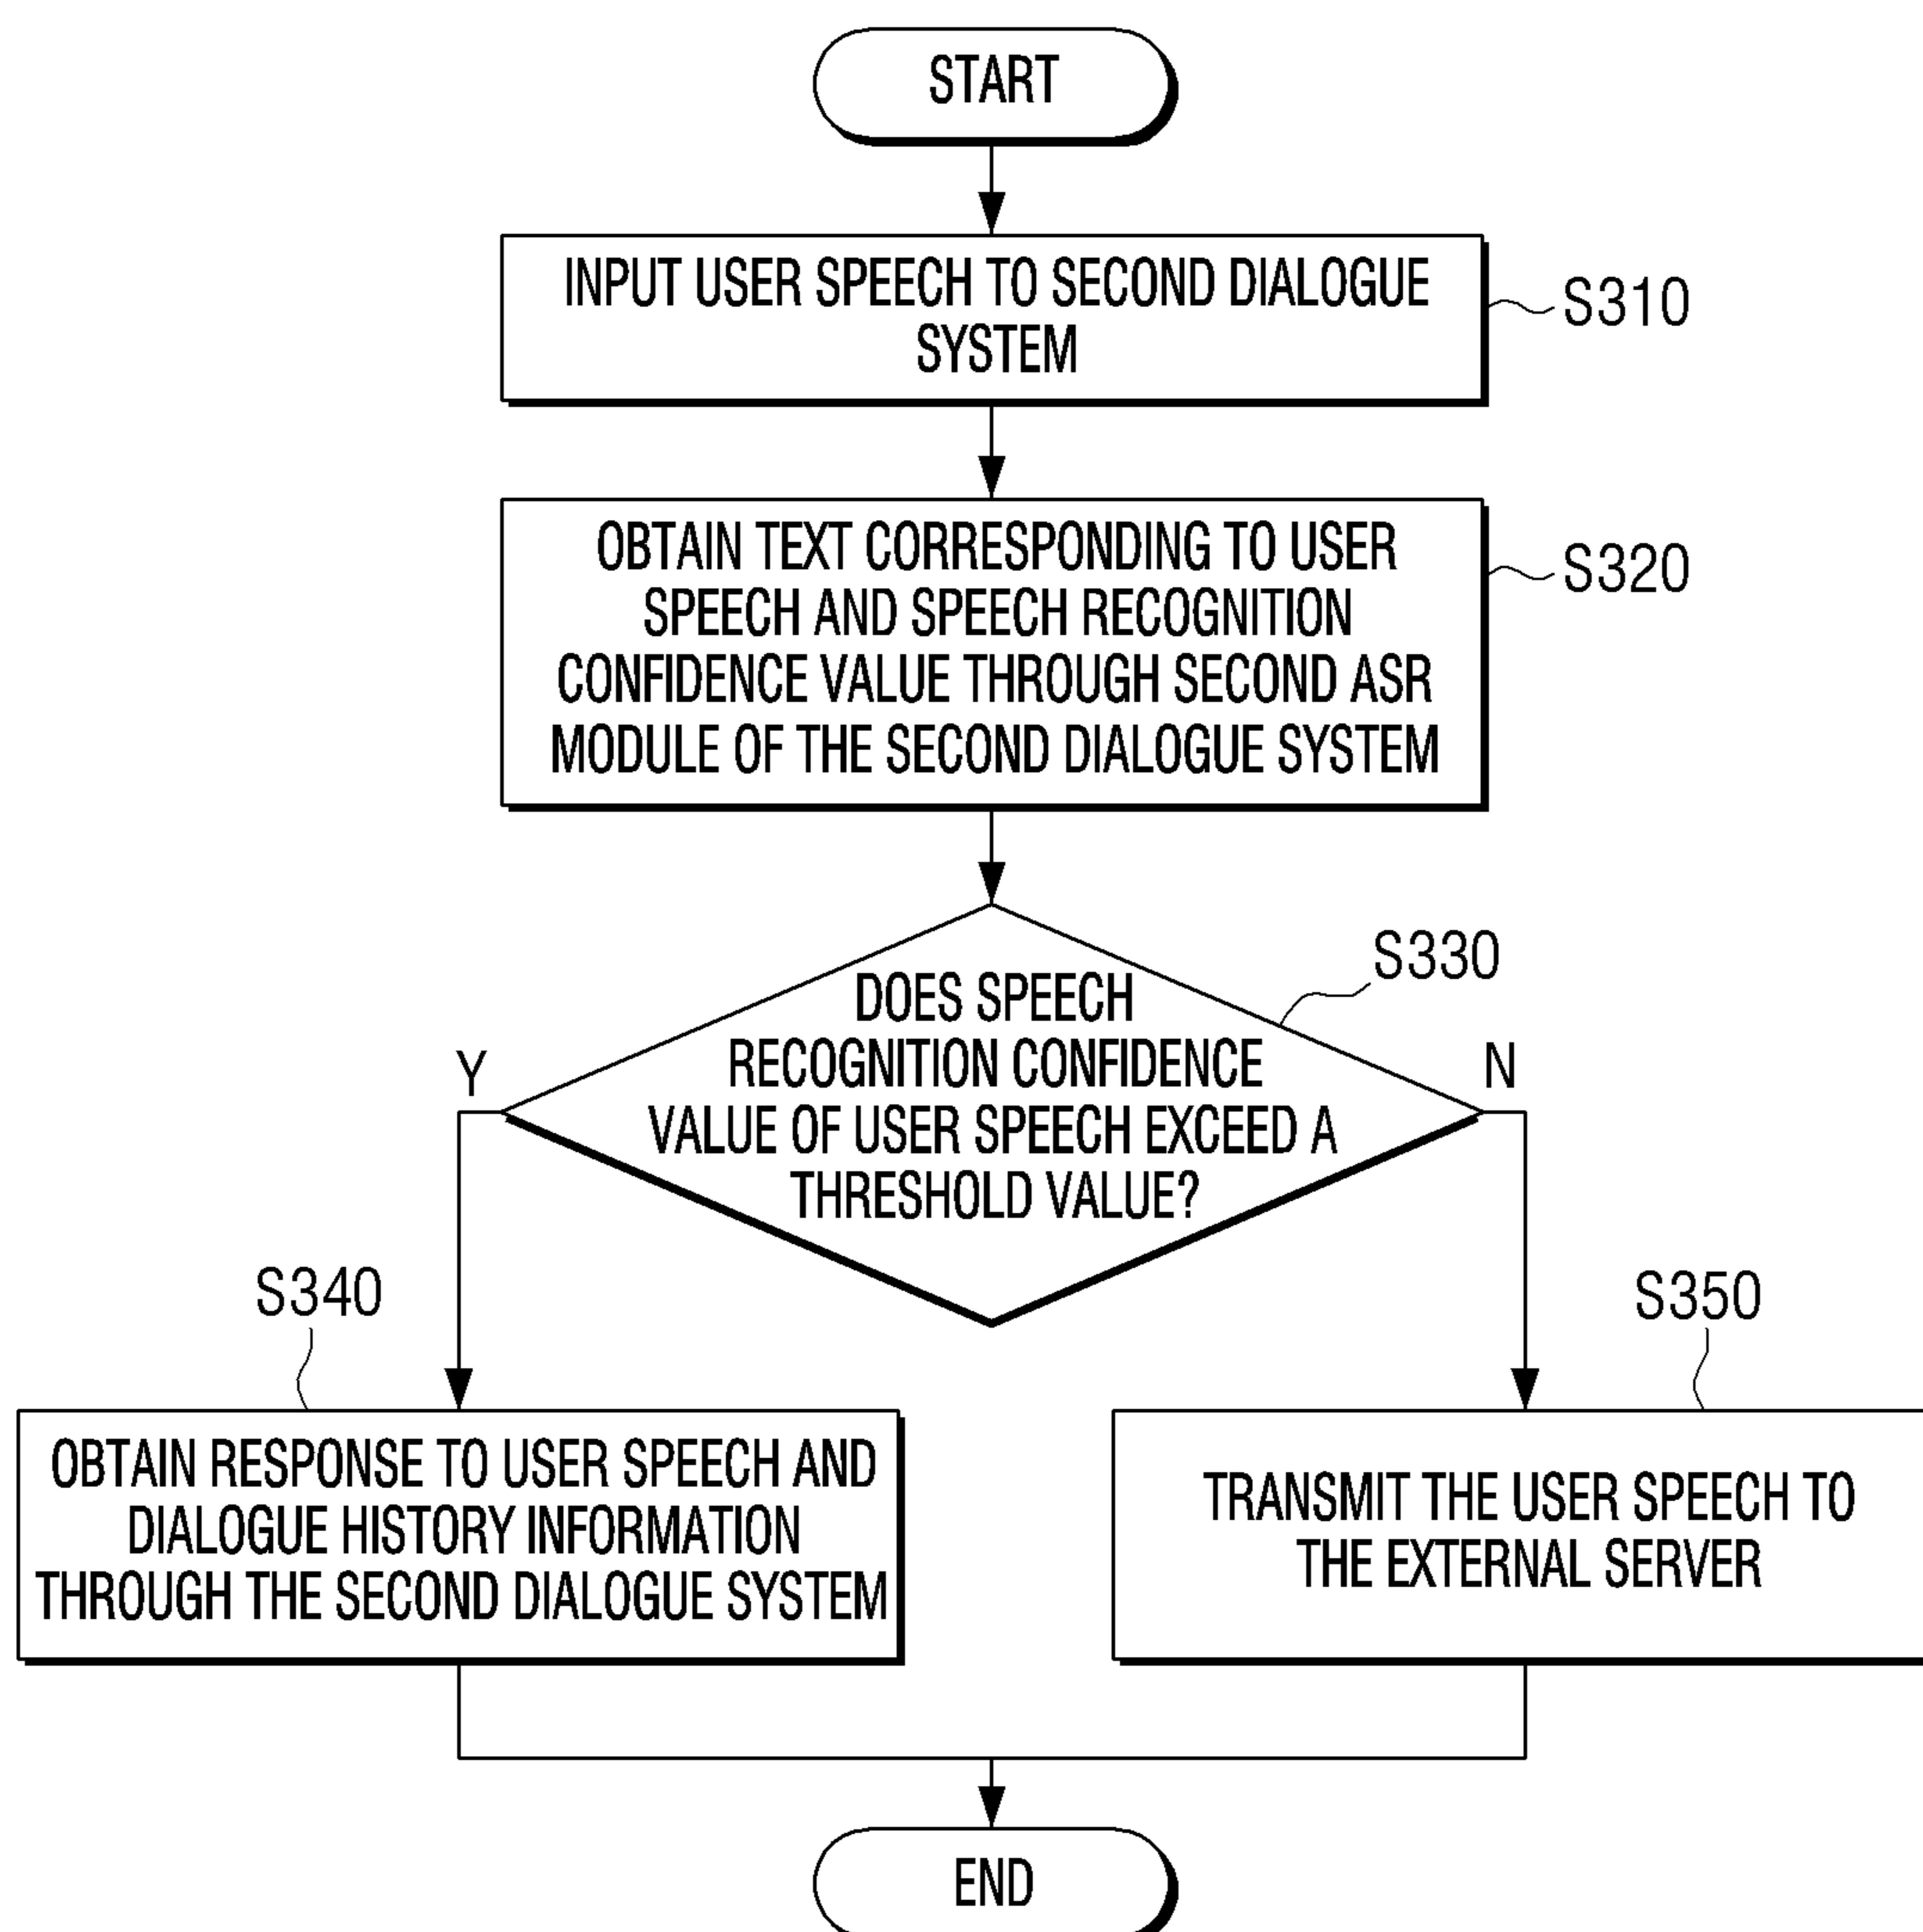 START
INPUT USER SPEECH TO SECOND DIALOGUE
SYSTEM
S310
OBTAIN TEXT CORRESPONDING TO USER
SPEECH AND SPEECH RECOGNITION
CONFIDENCE VALUE THROUGH SECOND ASR
MODULE OF THE SECOND DIALOGUE SYSTEM
S320
DOES SPEECH
RECOGNITION CONFIDENCE
VALUE OF USER SPEECH EXCEED A
THRESHOLD VALUE?
S330
Y
N
S340
OBTAIN RESPONSE TO USER SPEECH AND
DIALOGUE HISTORY INFORMATION
THROUGH THE SECOND DIALOGUE SYSTEM
S350
TRANSMIT THE USER SPEECH TO
THE EXTERNAL SERVER
END